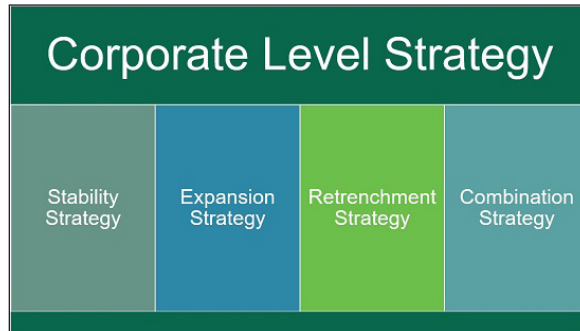 Corporate Level Strategy
Stability
Strategy
Expansion
Strategy
Retrenchment
Strategy
Combination
Strategy